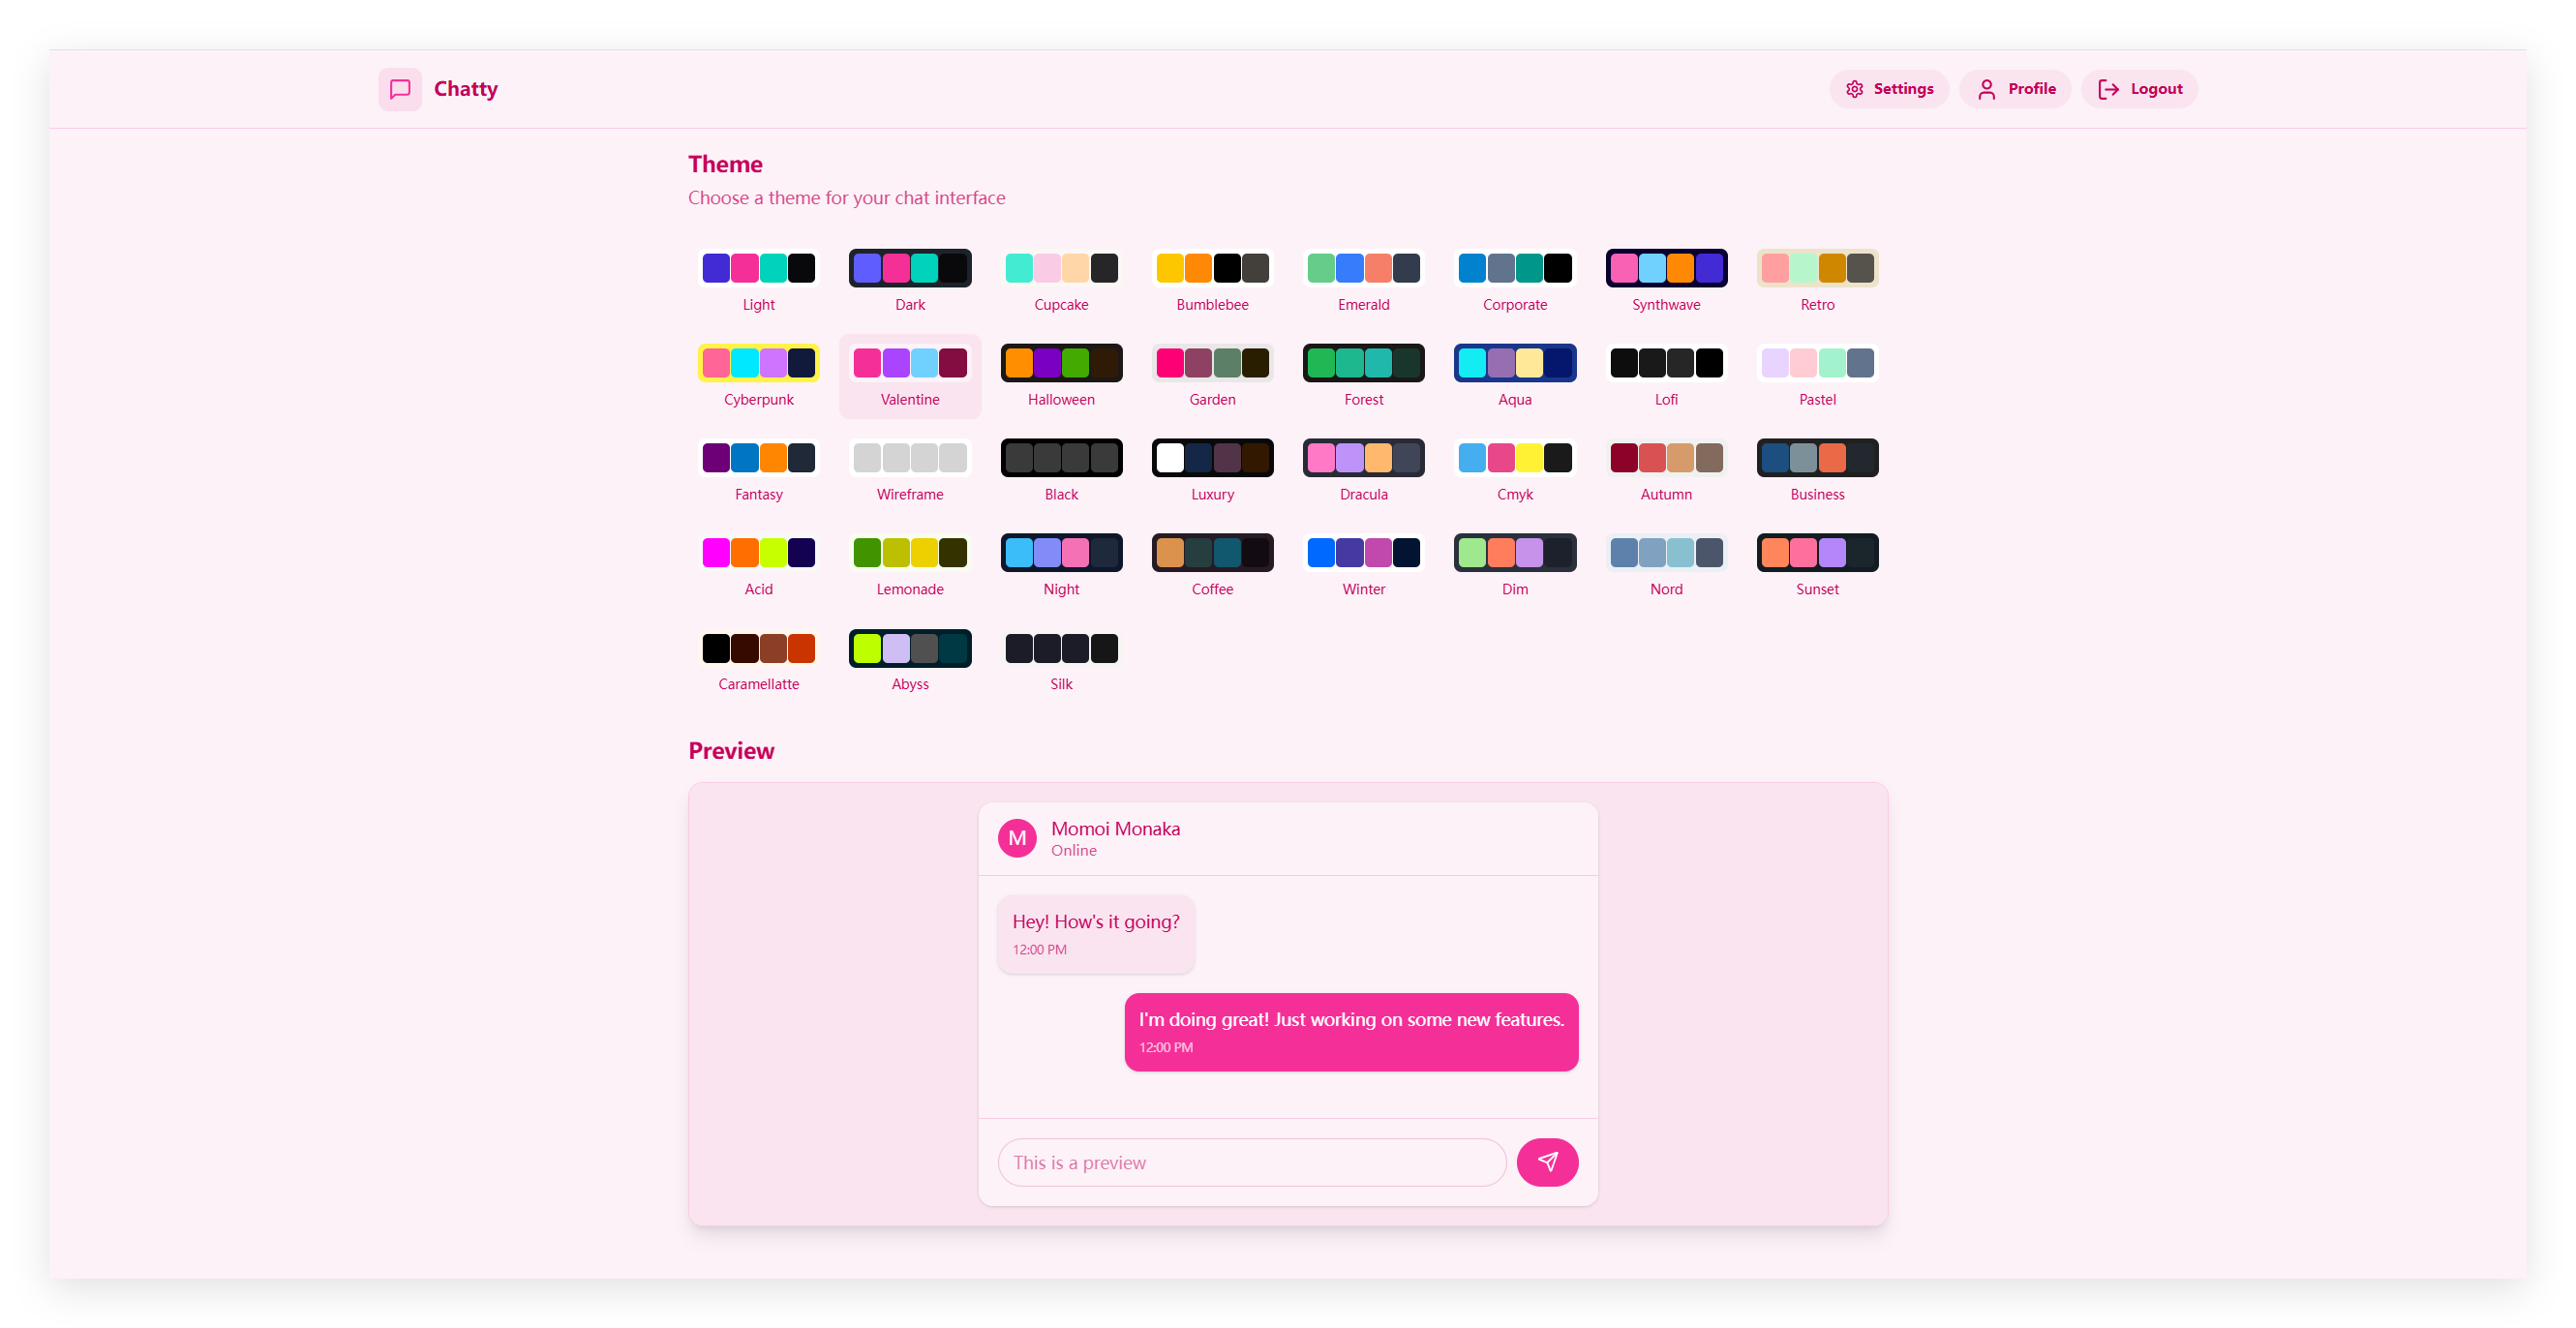 Chatty
Settings
Profile
Logout
Theme
Choose a theme for your chat interface
Light
Dark
Cupcake
Bumblebee
Emerald
Corporate
Synthwave
Retro
Cyberpunk
Valentine
Halloween
Garden
Forest
Aqua
Lofi
Pastel
Fantasy
Wireframe
Black
Luxury
Dracula
Cmyk
Autumn
Business
Acid
Lemonade
Night
Coffee
Winter
Dim
Nord
Sunset
Caramellatte
Abyss
Silk
Preview
M
Momoi Monaka
Online
Hey! How's it going?
12:00 PM
I'm doing great! Just working on some new features.
12:00 PM
This is a preview